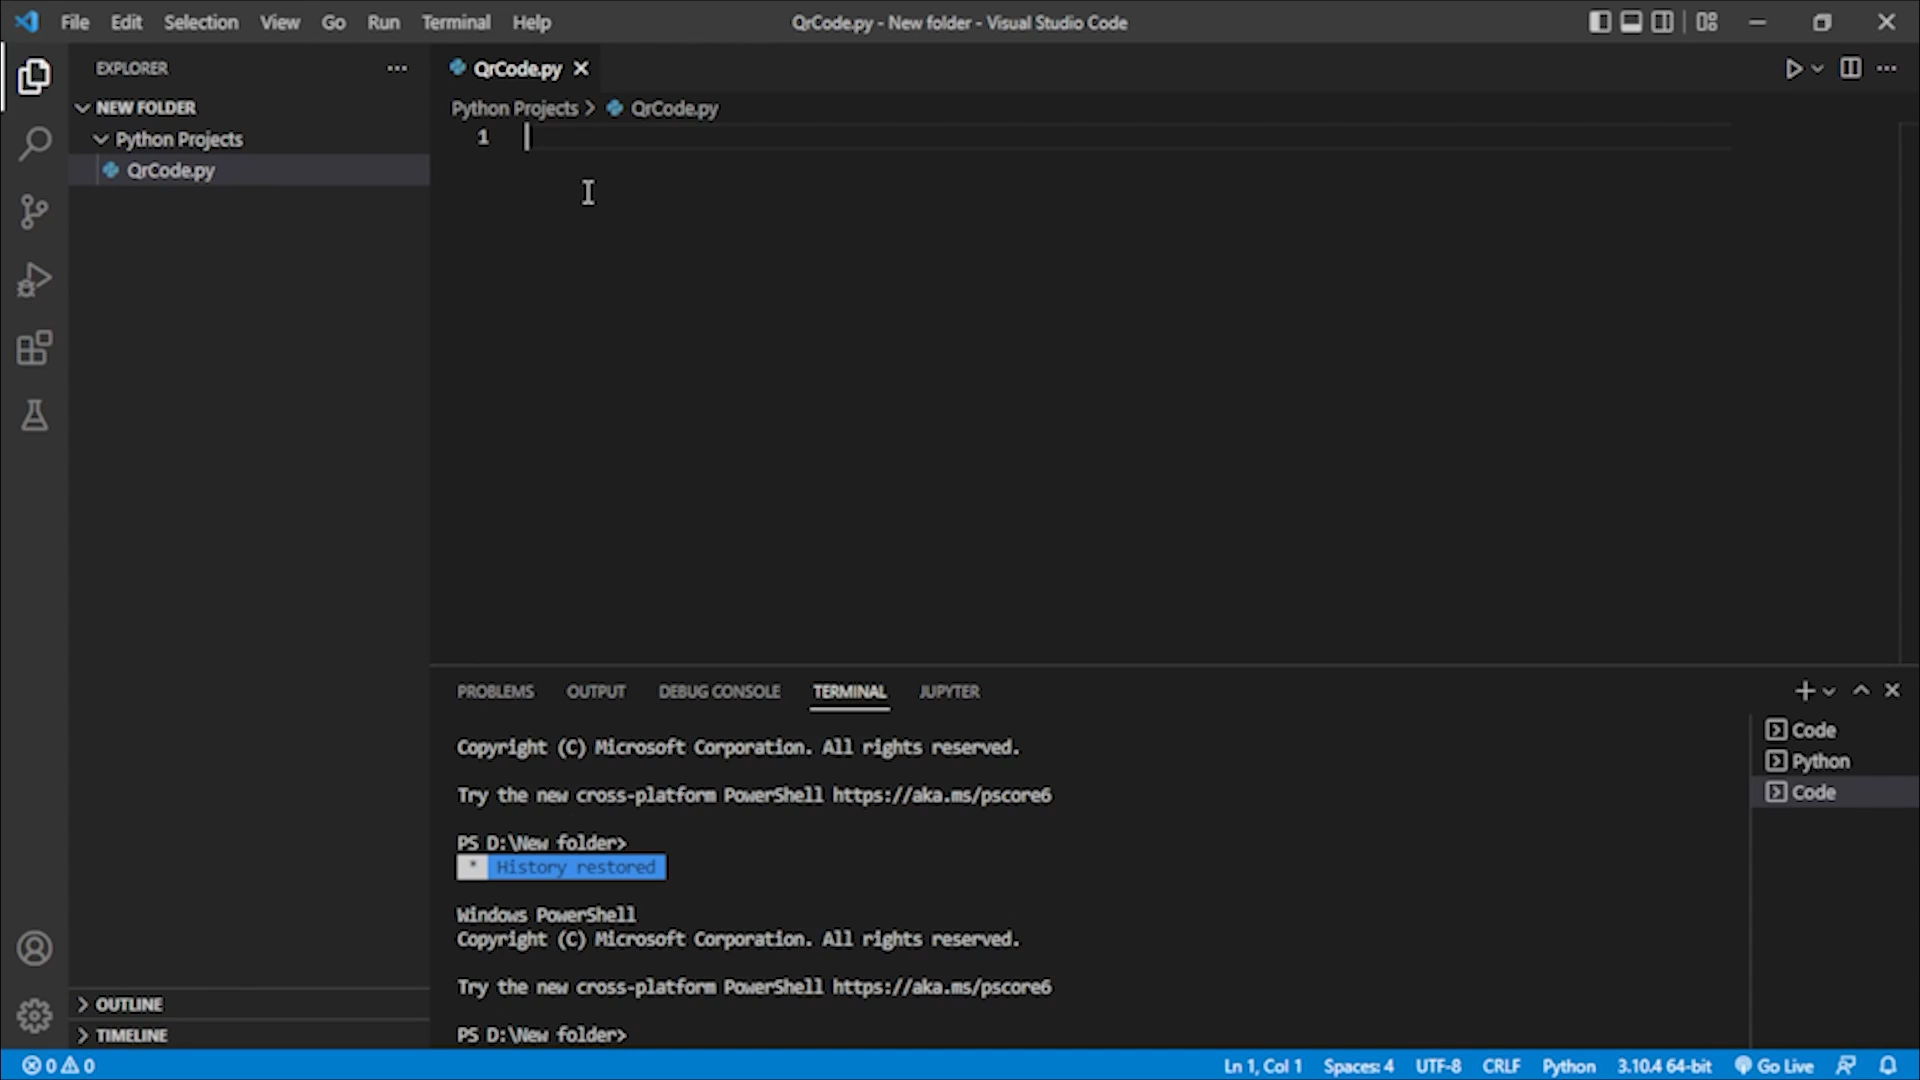 File Edit Selection View Go Run Terminal Help QrCode.py - New folder - Visual Studio Code
EXPLORER
NEW FOLDER
Python Projects
QrCode.py
OUTLINE
TIMELINE
QrCode.py
Python Projects > QrCode.py
1
PROBLEMS OUTPUT DEBUG CONSOLE TERMINAL JUPYTER
Copyright (C) Microsoft Corporation. All rights reserved.
Try the new cross-platform PowerShell https://aka.ms/pscore6
PS D:\New folder>
* History restored
Windows PowerShell
Copyright (C) Microsoft Corporation. All rights reserved.
Try the new cross-platform PowerShell https://aka.ms/pscore6
PS D:\New folder>
Code
Python
Code
0 0 Ln 1, Col 1 Spaces: 4 UTF-8 CRLF Python 3.10.4 64-bit Go Live